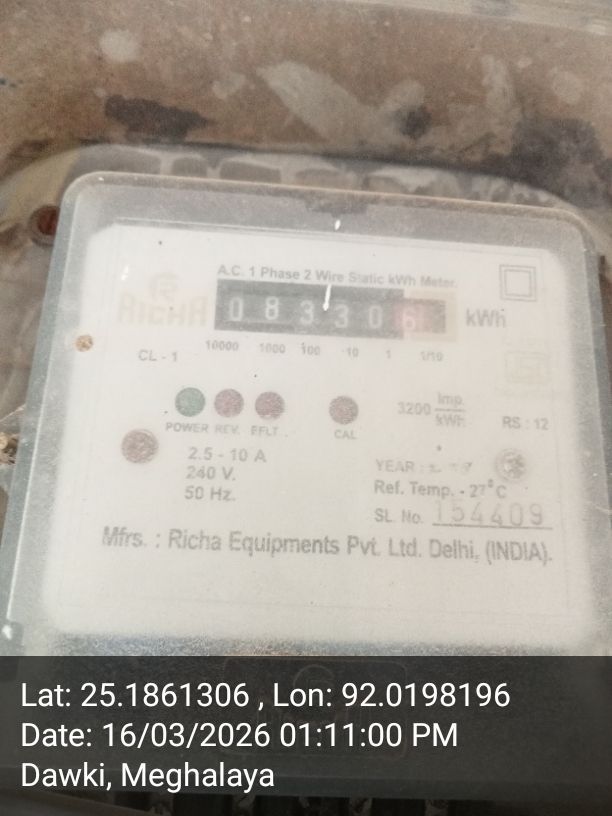 A.C. 1 Phase 2 Wire Static kWh Meter.
RICHA
0 8 3 3 0 6 kWh
CL - 1
10000 1000 100 10 1 1/10
3200 Imp. / kWh
RS : 12
POWER REV. EFLT. CAL
2.5 - 10 A
240 V.
50 Hz.
YEAR :
Ref. Temp. - 27°C
SL. No. 154409
Mfrs. : Richa Equipments Pvt. Ltd. Delhi, (INDIA).
Lat: 25.1861306 , Lon: 92.0198196
Date: 16/03/2026 01:11:00 PM
Dawki, Meghalaya